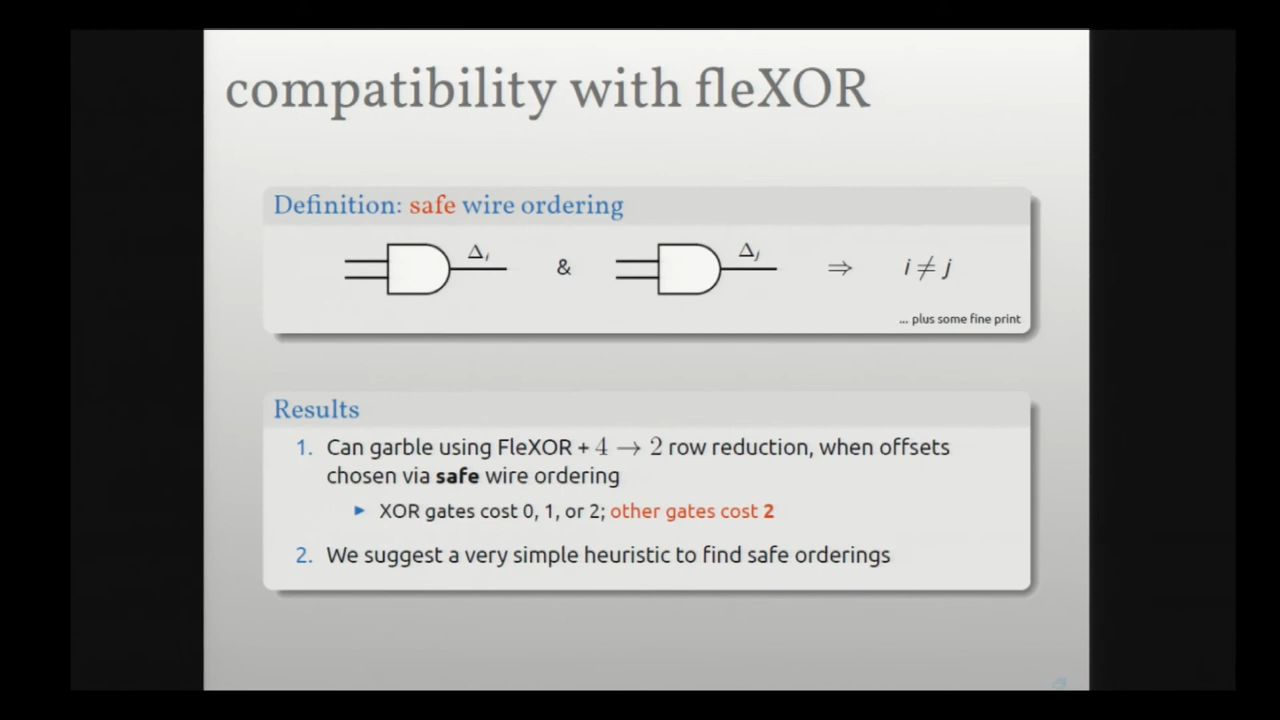 compatibility with fleXOR
Definition: safe wire ordering
Δi & Δj ⇒ i ≠ j
... plus some fine print
Results
1. Can garble using FleXOR + 4 → 2 row reduction, when offsets
chosen via safe wire ordering
► XOR gates cost 0, 1, or 2; other gates cost 2
2. We suggest a very simple heuristic to find safe orderings